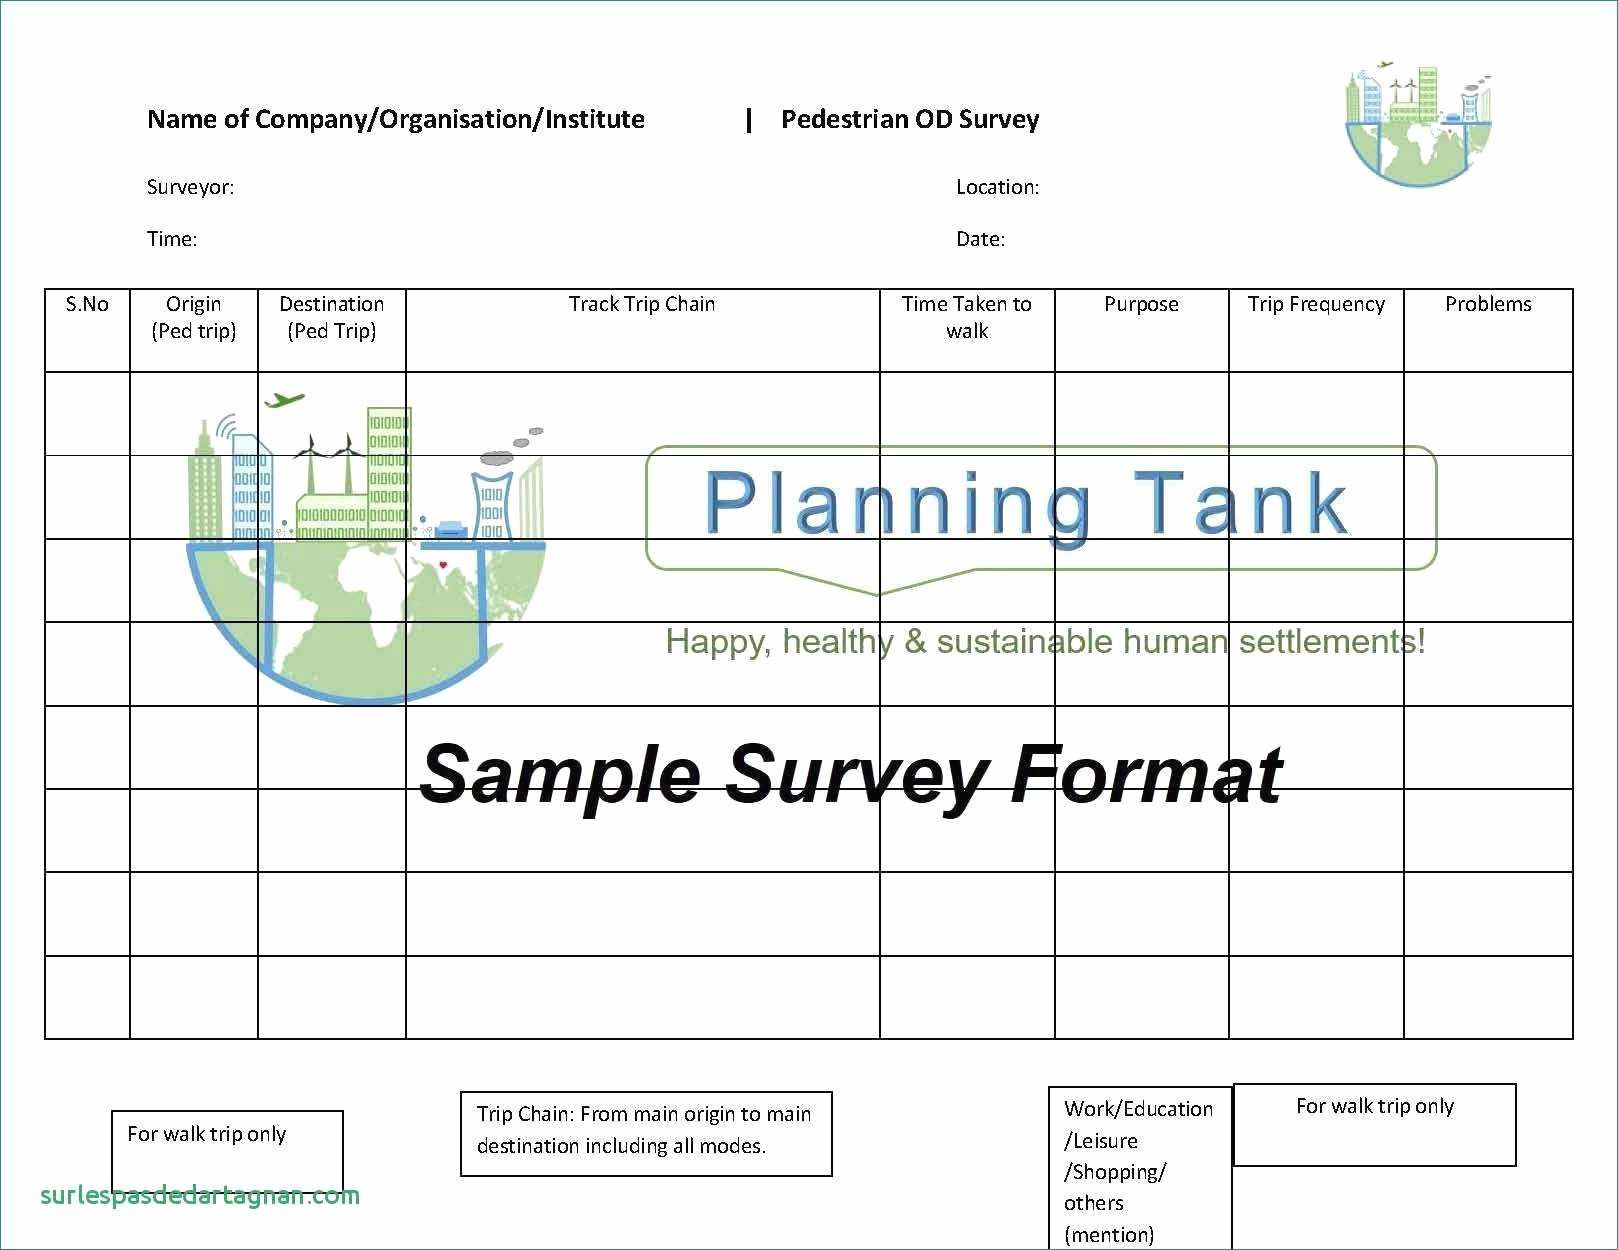 Name of Company/Organisation/Institute | Pedestrian OD Survey
Surveyor: Location:
Time: Date:
S.No Origin Destination Track Trip Chain Time Taken to Purpose Trip Frequency Problems
(Ped trip) (Ped Trip) walk
Planning Tank
Happy, healthy & sustainable human settlements!
Sample Survey Format
For walk trip only
Trip Chain: From main origin to main
destination including all modes.
Work/Education
/Leisure
/Shopping/
others
(mention)
For walk trip only
surlespasdedartagnan.com